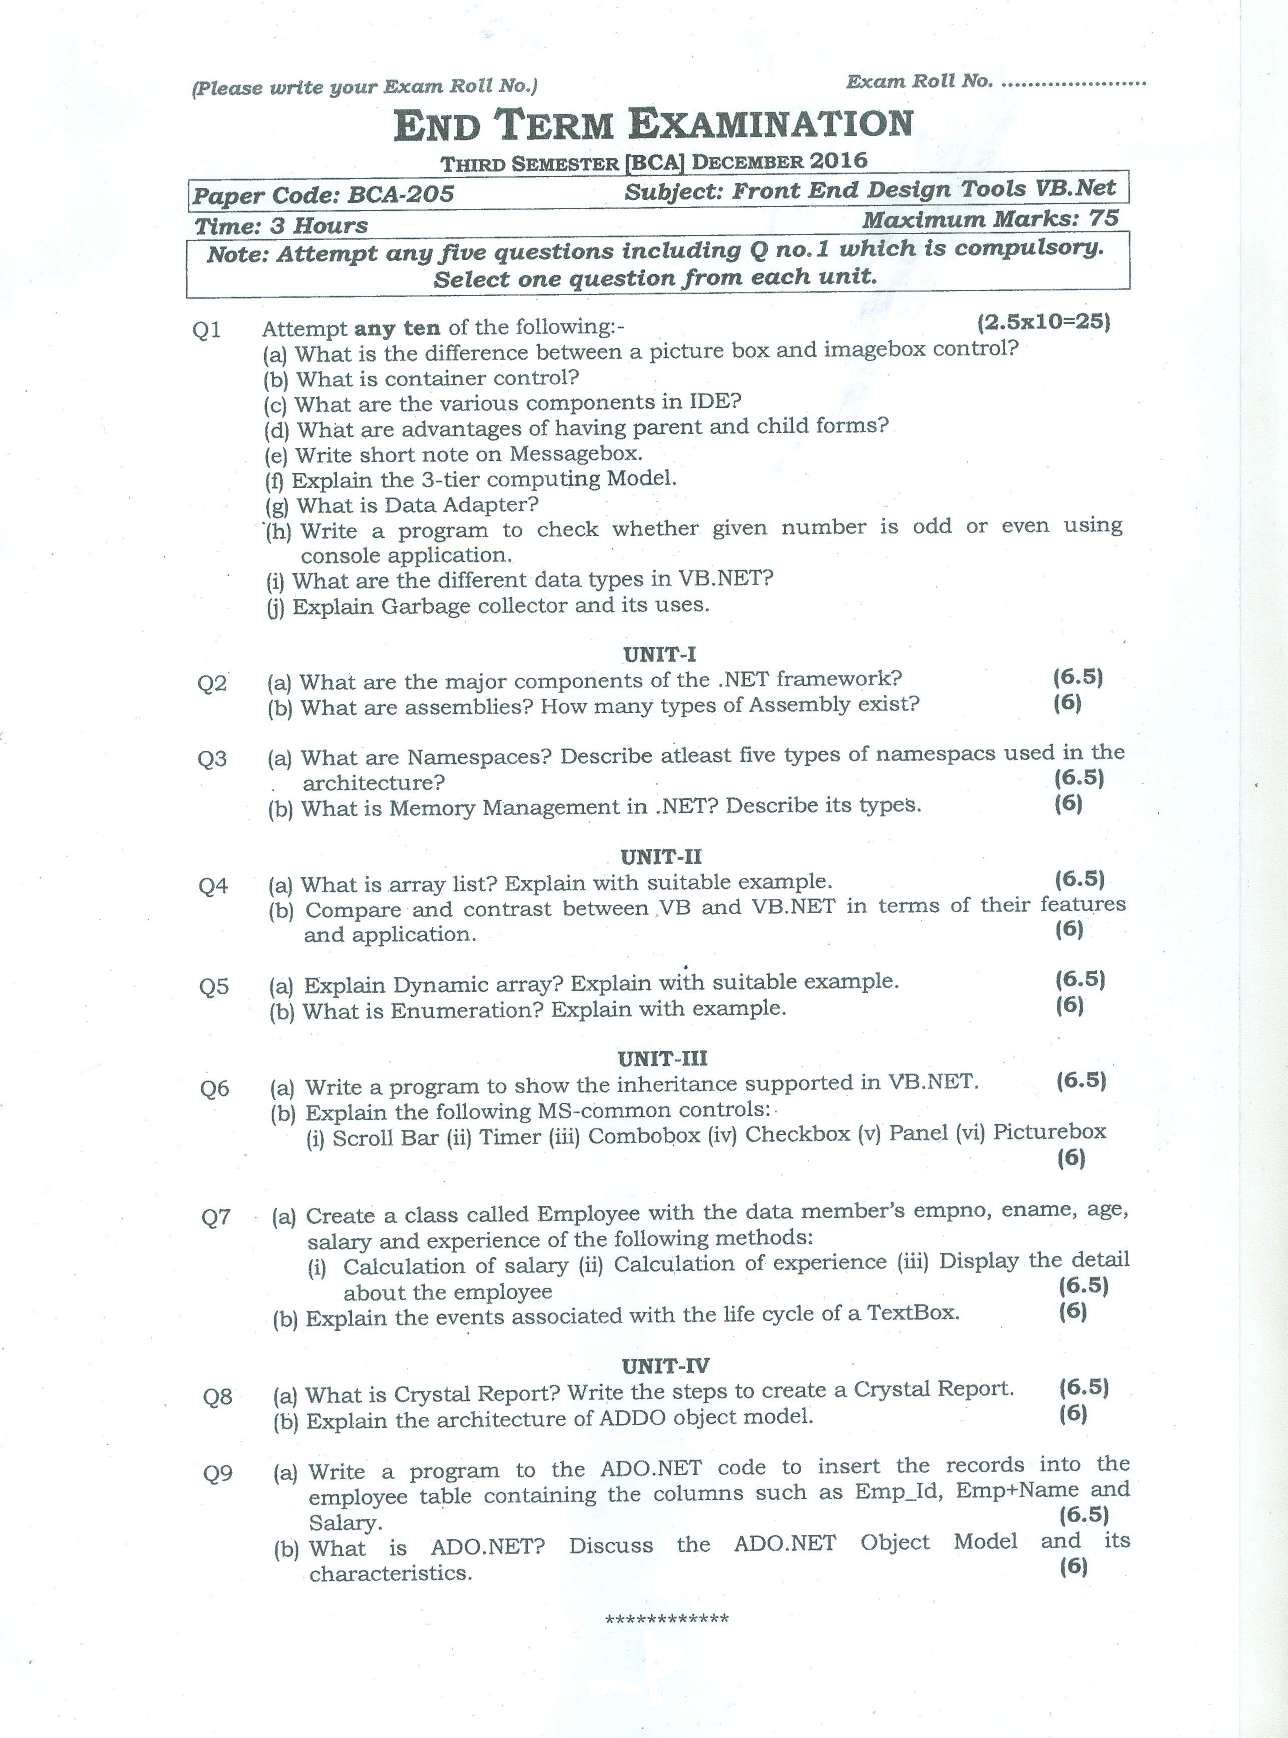 (Please write your Exam Roll No.) Exam Roll No. ......................
END TERM EXAMINATION
THIRD SEMESTER [BCA] DECEMBER 2016
Paper Code: BCA-205 Subject: Front End Design Tools VB.Net
Time: 3 Hours Maximum Marks: 75
Note: Attempt any five questions including Q no.1 which is compulsory.
Select one question from each unit.
Q1 Attempt any ten of the following:- (2.5x10=25)
(a) What is the difference between a picture box and imagebox control?
(b) What is container control?
(c) What are the various components in IDE?
(d) What are advantages of having parent and child forms?
(e) Write short note on Messagebox.
(f) Explain the 3-tier computing Model.
(g) What is Data Adapter?
(h) Write a program to check whether given number is odd or even using
console application.
(i) What are the different data types in VB.NET?
(j) Explain Garbage collector and its uses.
UNIT-I
Q2 (a) What are the major components of the .NET framework? (6.5)
(b) What are assemblies? How many types of Assembly exist? (6)
Q3 (a) What are Namespaces? Describe atleast five types of namespacs used in the
architecture? (6.5)
(b) What is Memory Management in .NET? Describe its types. (6)
UNIT-II
Q4 (a) What is array list? Explain with suitable example. (6.5)
(b) Compare and contrast between VB and VB.NET in terms of their features
and application. (6)
Q5 (a) Explain Dynamic array? Explain with suitable example. (6.5)
(b) What is Enumeration? Explain with example. (6)
UNIT-III
Q6 (a) Write a program to show the inheritance supported in VB.NET. (6.5)
(b) Explain the following MS-common controls:
(i) Scroll Bar (ii) Timer (iii) Combobox (iv) Checkbox (v) Panel (vi) Picturebox
(6)
Q7 (a) Create a class called Employee with the data member's empno, ename, age,
salary and experience of the following methods:
(i) Calculation of salary (ii) Calculation of experience (iii) Display the detail
about the employee (6.5)
(b) Explain the events associated with the life cycle of a TextBox. (6)
UNIT-IV
Q8 (a) What is Crystal Report? Write the steps to create a Crystal Report. (6.5)
(b) Explain the architecture of ADDO object model. (6)
Q9 (a) Write a program to the ADO.NET code to insert the records into the
employee table containing the columns such as Emp_Id, Emp+Name and
Salary. (6.5)
(b) What is ADO.NET? Discuss the ADO.NET Object Model and its
characteristics. (6)
************